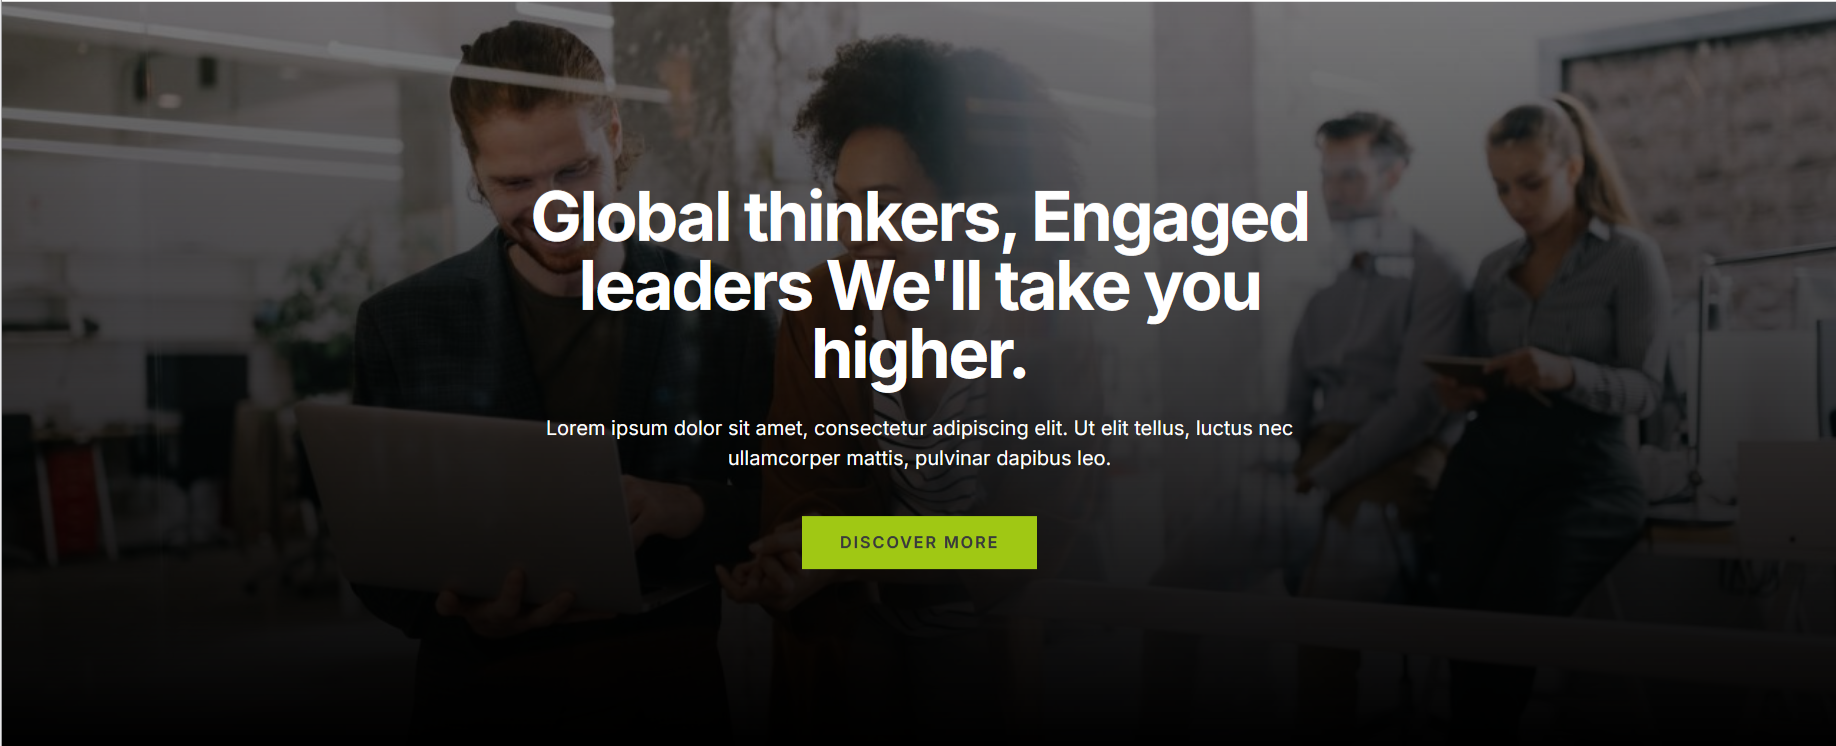 Global thinkers, Engaged
leaders We'll take you
higher.
Lorem ipsum dolor sit amet, consectetur adipiscing elit. Ut elit tellus, luctus nec
ullamcorper mattis, pulvinar dapibus leo.
DISCOVER MORE